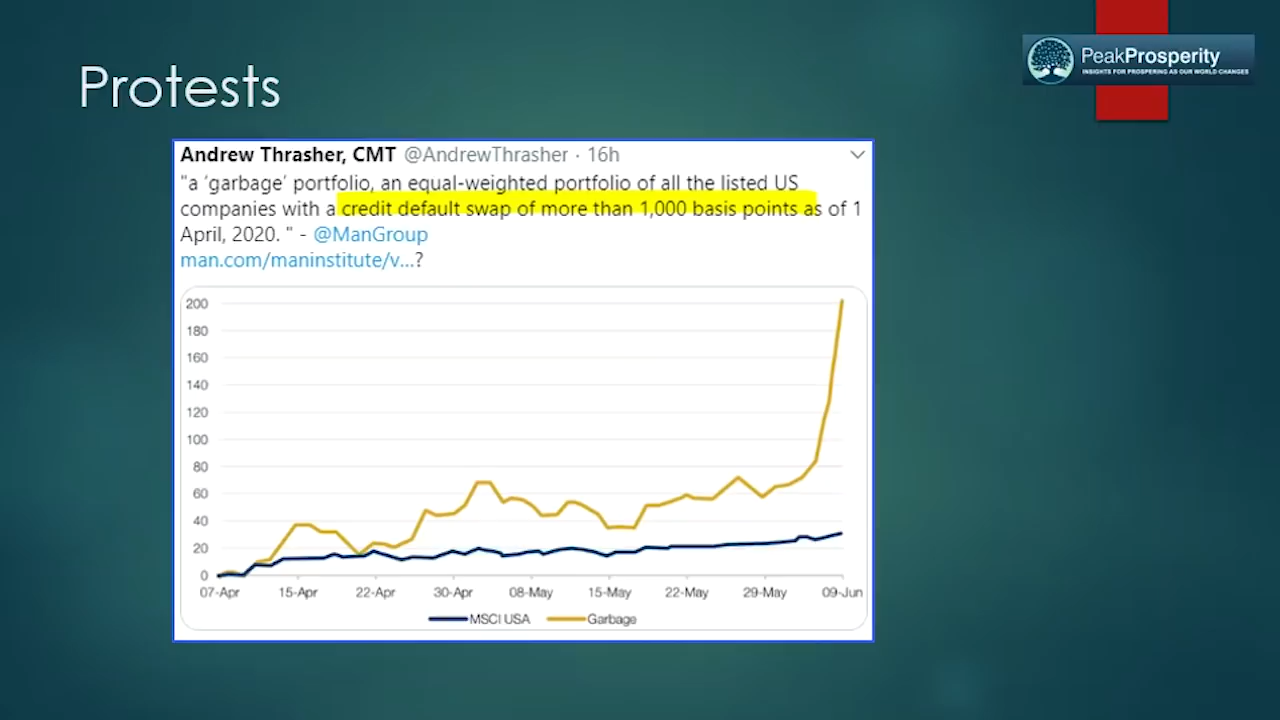 Protests
PeakProsperity
INSIGHTS FOR PROSPERING AS OUR WORLD CHANGES
Andrew Thrasher, CMT @AndrewThrasher · 16h
"a ‘garbage’ portfolio, an equal-weighted portfolio of all the listed US
companies with a credit default swap of more than 1,000 basis points as of 1
April, 2020. " - @ManGroup
man.com/maninstitute/v...?
200
180
160
140
120
100
80
60
40
20
0
07-Apr 15-Apr 22-Apr 30-Apr 08-May 15-May 22-May 29-May 09-Jun
MSCI USA Garbage